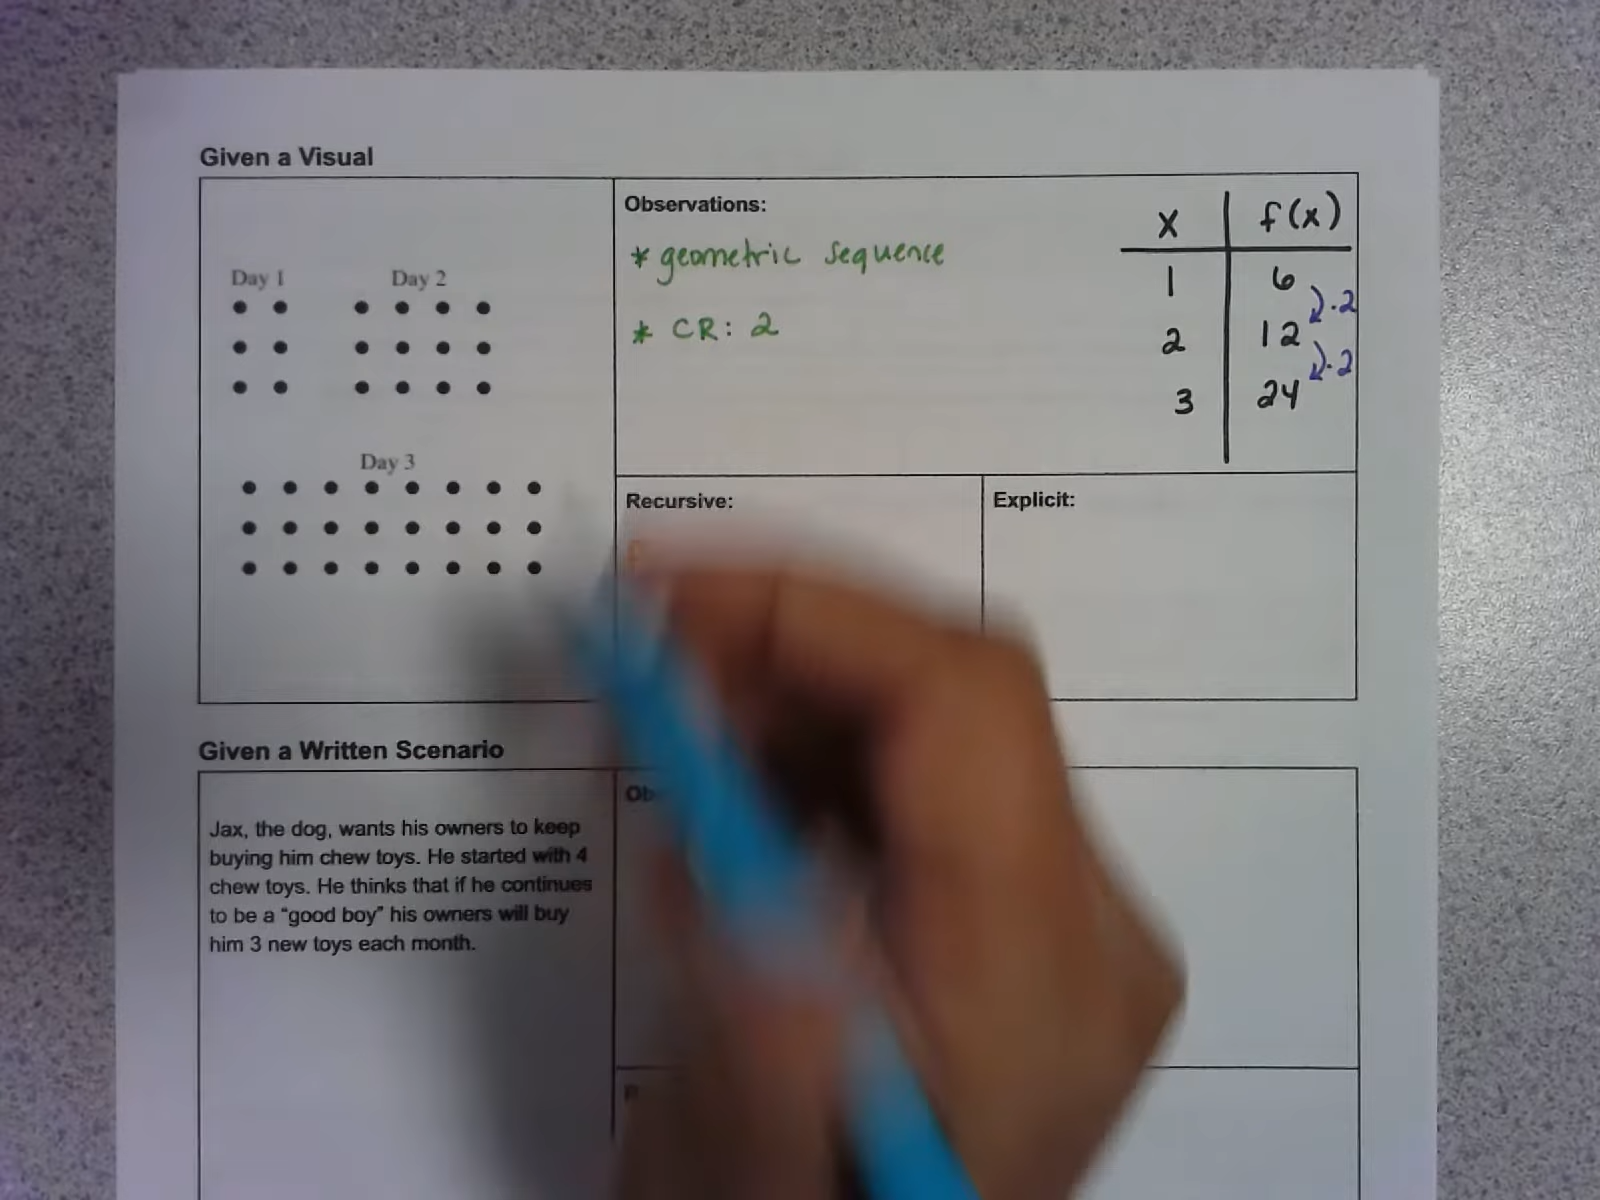 Given a Visual
Day 1
Day 2
Day 3
Observations:
* geometric sequence
* CR: 2
x f(x)
1 6
·2
2 12
·2
3 24
Recursive:
Explicit:
Given a Written Scenario
Jax, the dog, wants his owners to keep
buying him chew toys. He started with 4
chew toys. He thinks that if he continues
to be a “good boy” his owners will buy
him 3 new toys each month.